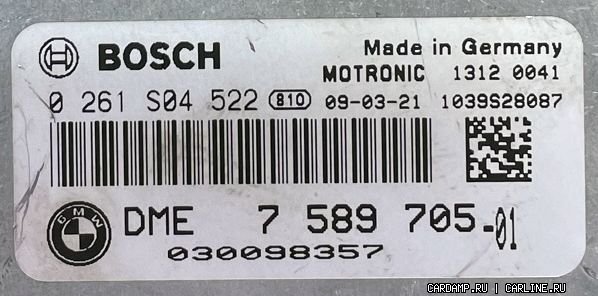 BOSCH
Made in Germany
MOTRONIC 1312 0041
0 261 S04 522 810 09-03-21 1039S28087
BMW
DME 7 589 705-01
030098357
CARDAMP.RU | CARLINE.RU